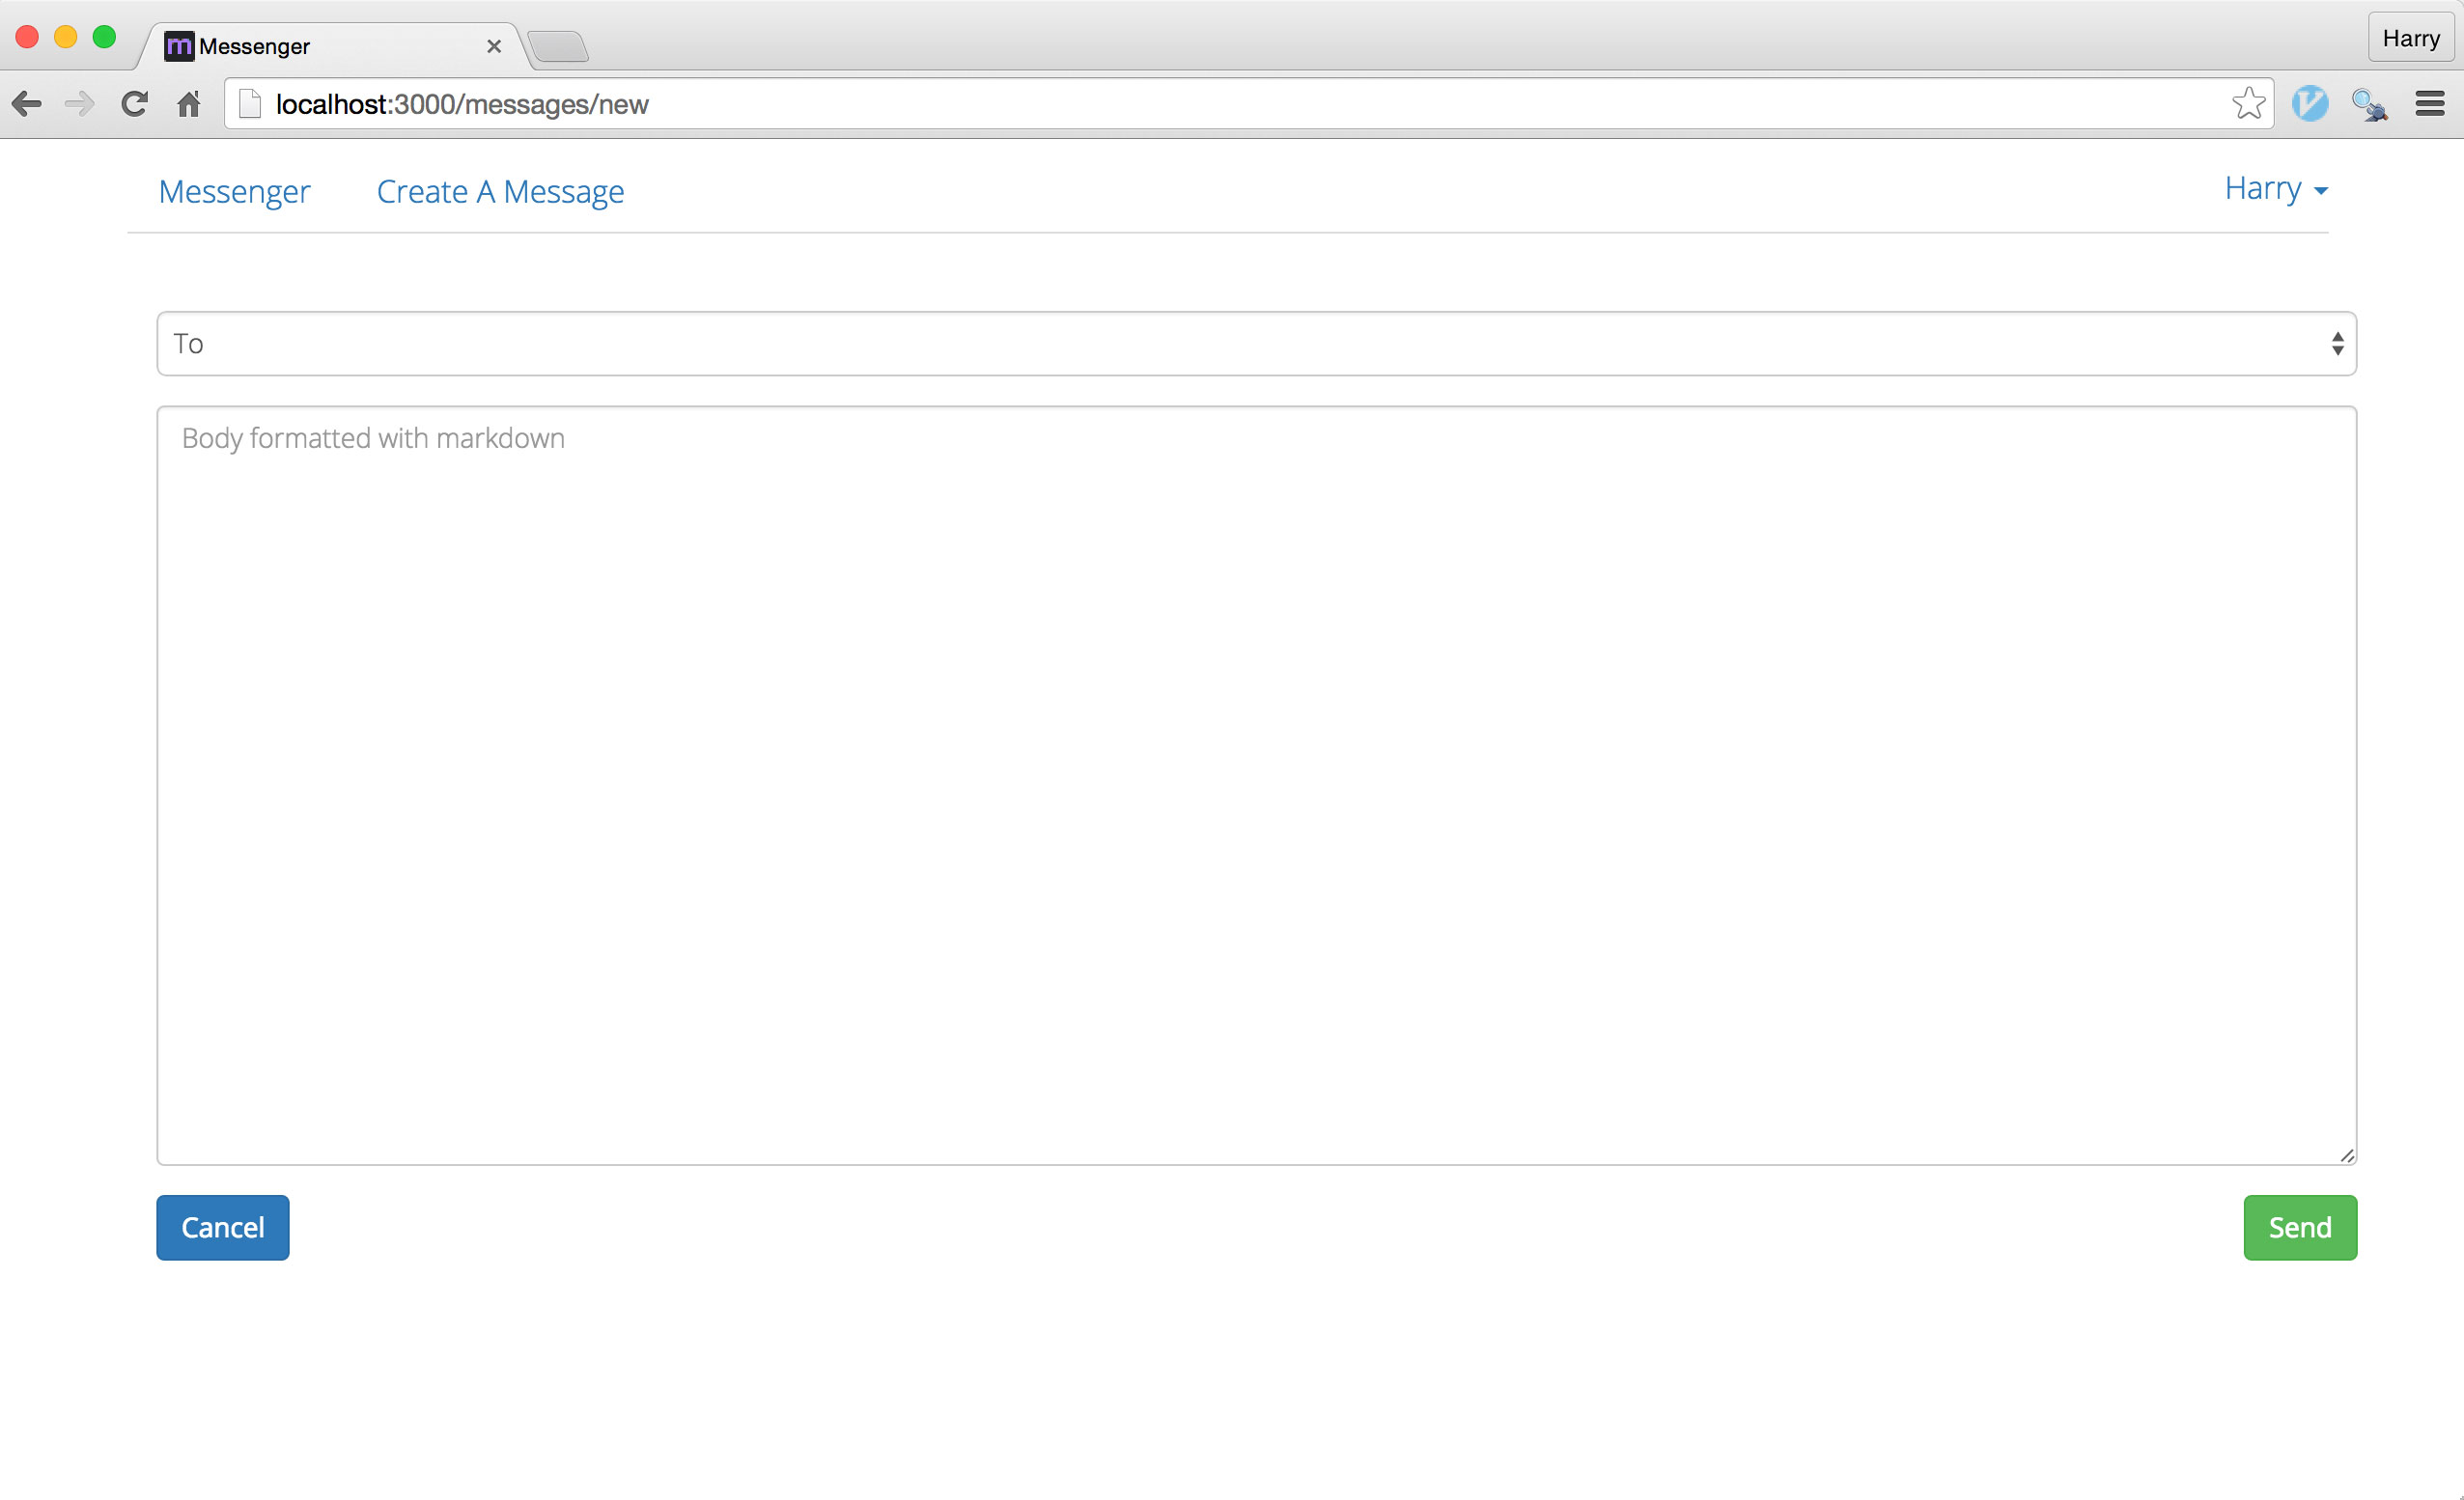 Messenger
Harry
localhost:3000/messages/new
Messenger Create A Message Harry
To
Body formatted with markdown
Cancel Send